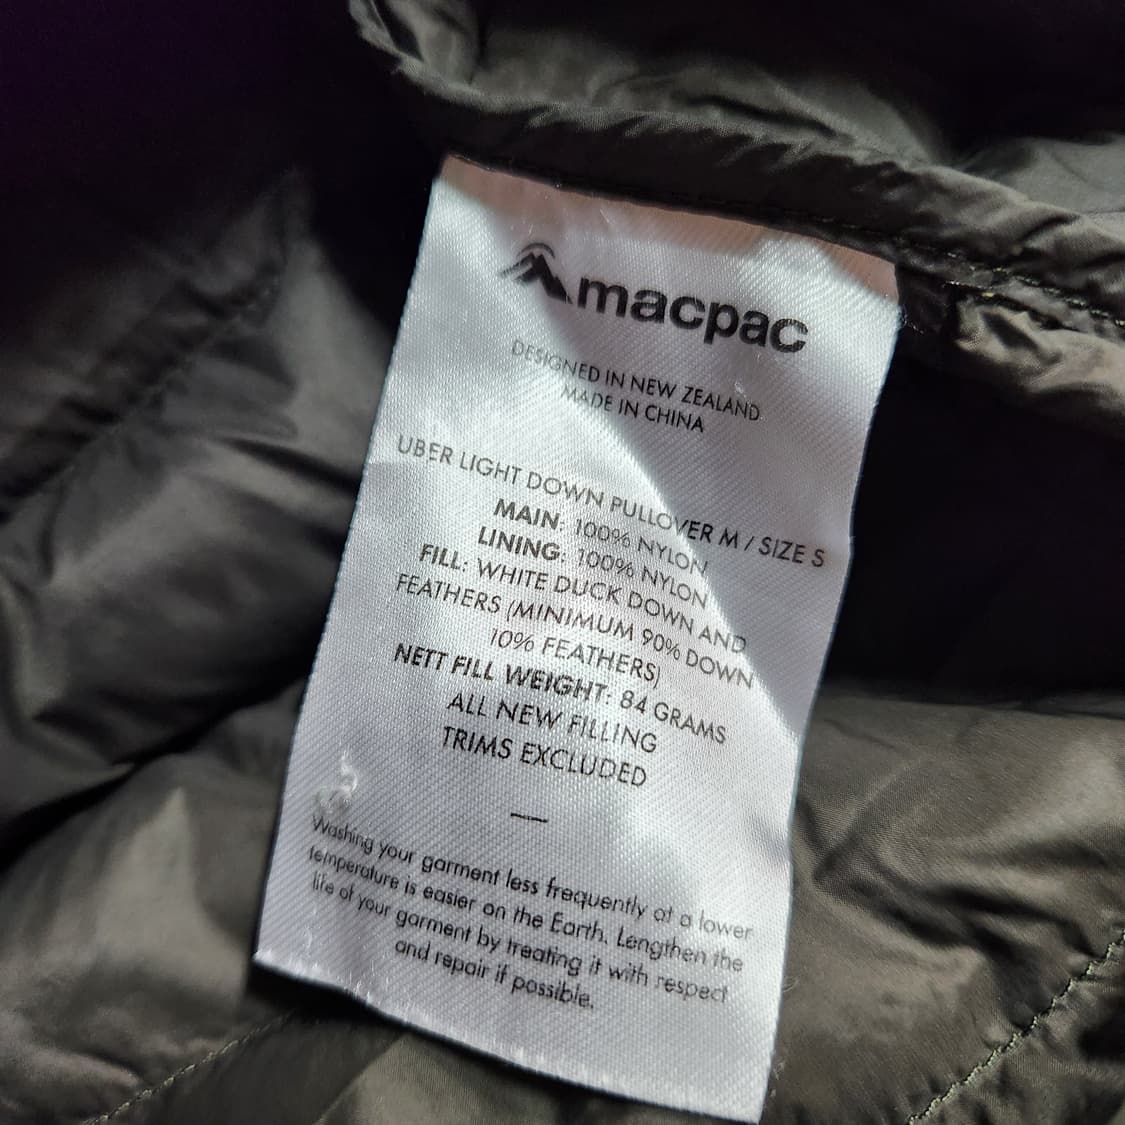 macpac
DESIGNED IN NEW ZEALAND
MADE IN CHINA
UBER LIGHT DOWN PULLOVER M / SIZE S
MAIN: 100% NYLON
LINING: 100% NYLON
FILL: WHITE DUCK DOWN AND
FEATHERS (MINIMUM 90% DOWN
10% FEATHERS)
NETT FILL WEIGHT: 84 GRAMS
ALL NEW FILLING
TRIMS EXCLUDED
—
Washing your garment less frequently at a lower
temperature is easier on the Earth. Lengthen the
life of your garment by treating it with respect
and repair if possible.